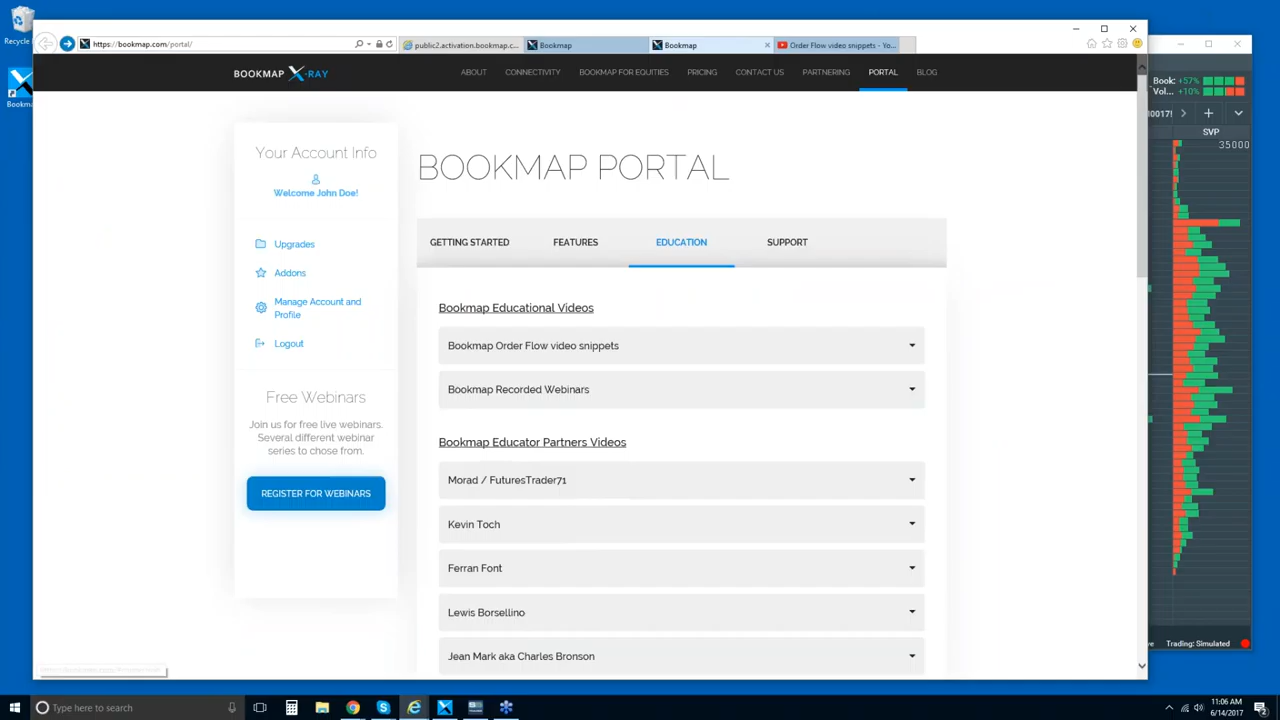 Recycle
Bookma
https://bookmap.com/portal/
public2.activation.bookmap.c...
Bookmap
Bookmap
Order Flow video snippets - Yo...
BOOKMAP X-RAY
ABOUT
CONNECTIVITY
BOOKMAP FOR EQUITIES
PRICING
CONTACT US
PARTNERING
PORTAL
BLOG
Your Account Info
Welcome John Doe!
Upgrades
Addons
Manage Account and
Profile
Logout
Free Webinars
Join us for free live webinars.
Several different webinar
series to chose from.
REGISTER FOR WEBINARS
BOOKMAP PORTAL
GETTING STARTED
FEATURES
EDUCATION
SUPPORT
Bookmap Educational Videos
Bookmap Order Flow video snippets
Bookmap Recorded Webinars
Bookmap Educator Partners Videos
Morad / FuturesTrader71
Kevin Toch
Ferran Font
Lewis Borsellino
Jean Mark aka Charles Bronson
Book: +57%
Vol... +10%
SVP
35000
Trading: Simulated
Type here to search
11:06 AM
6/14/2017
2